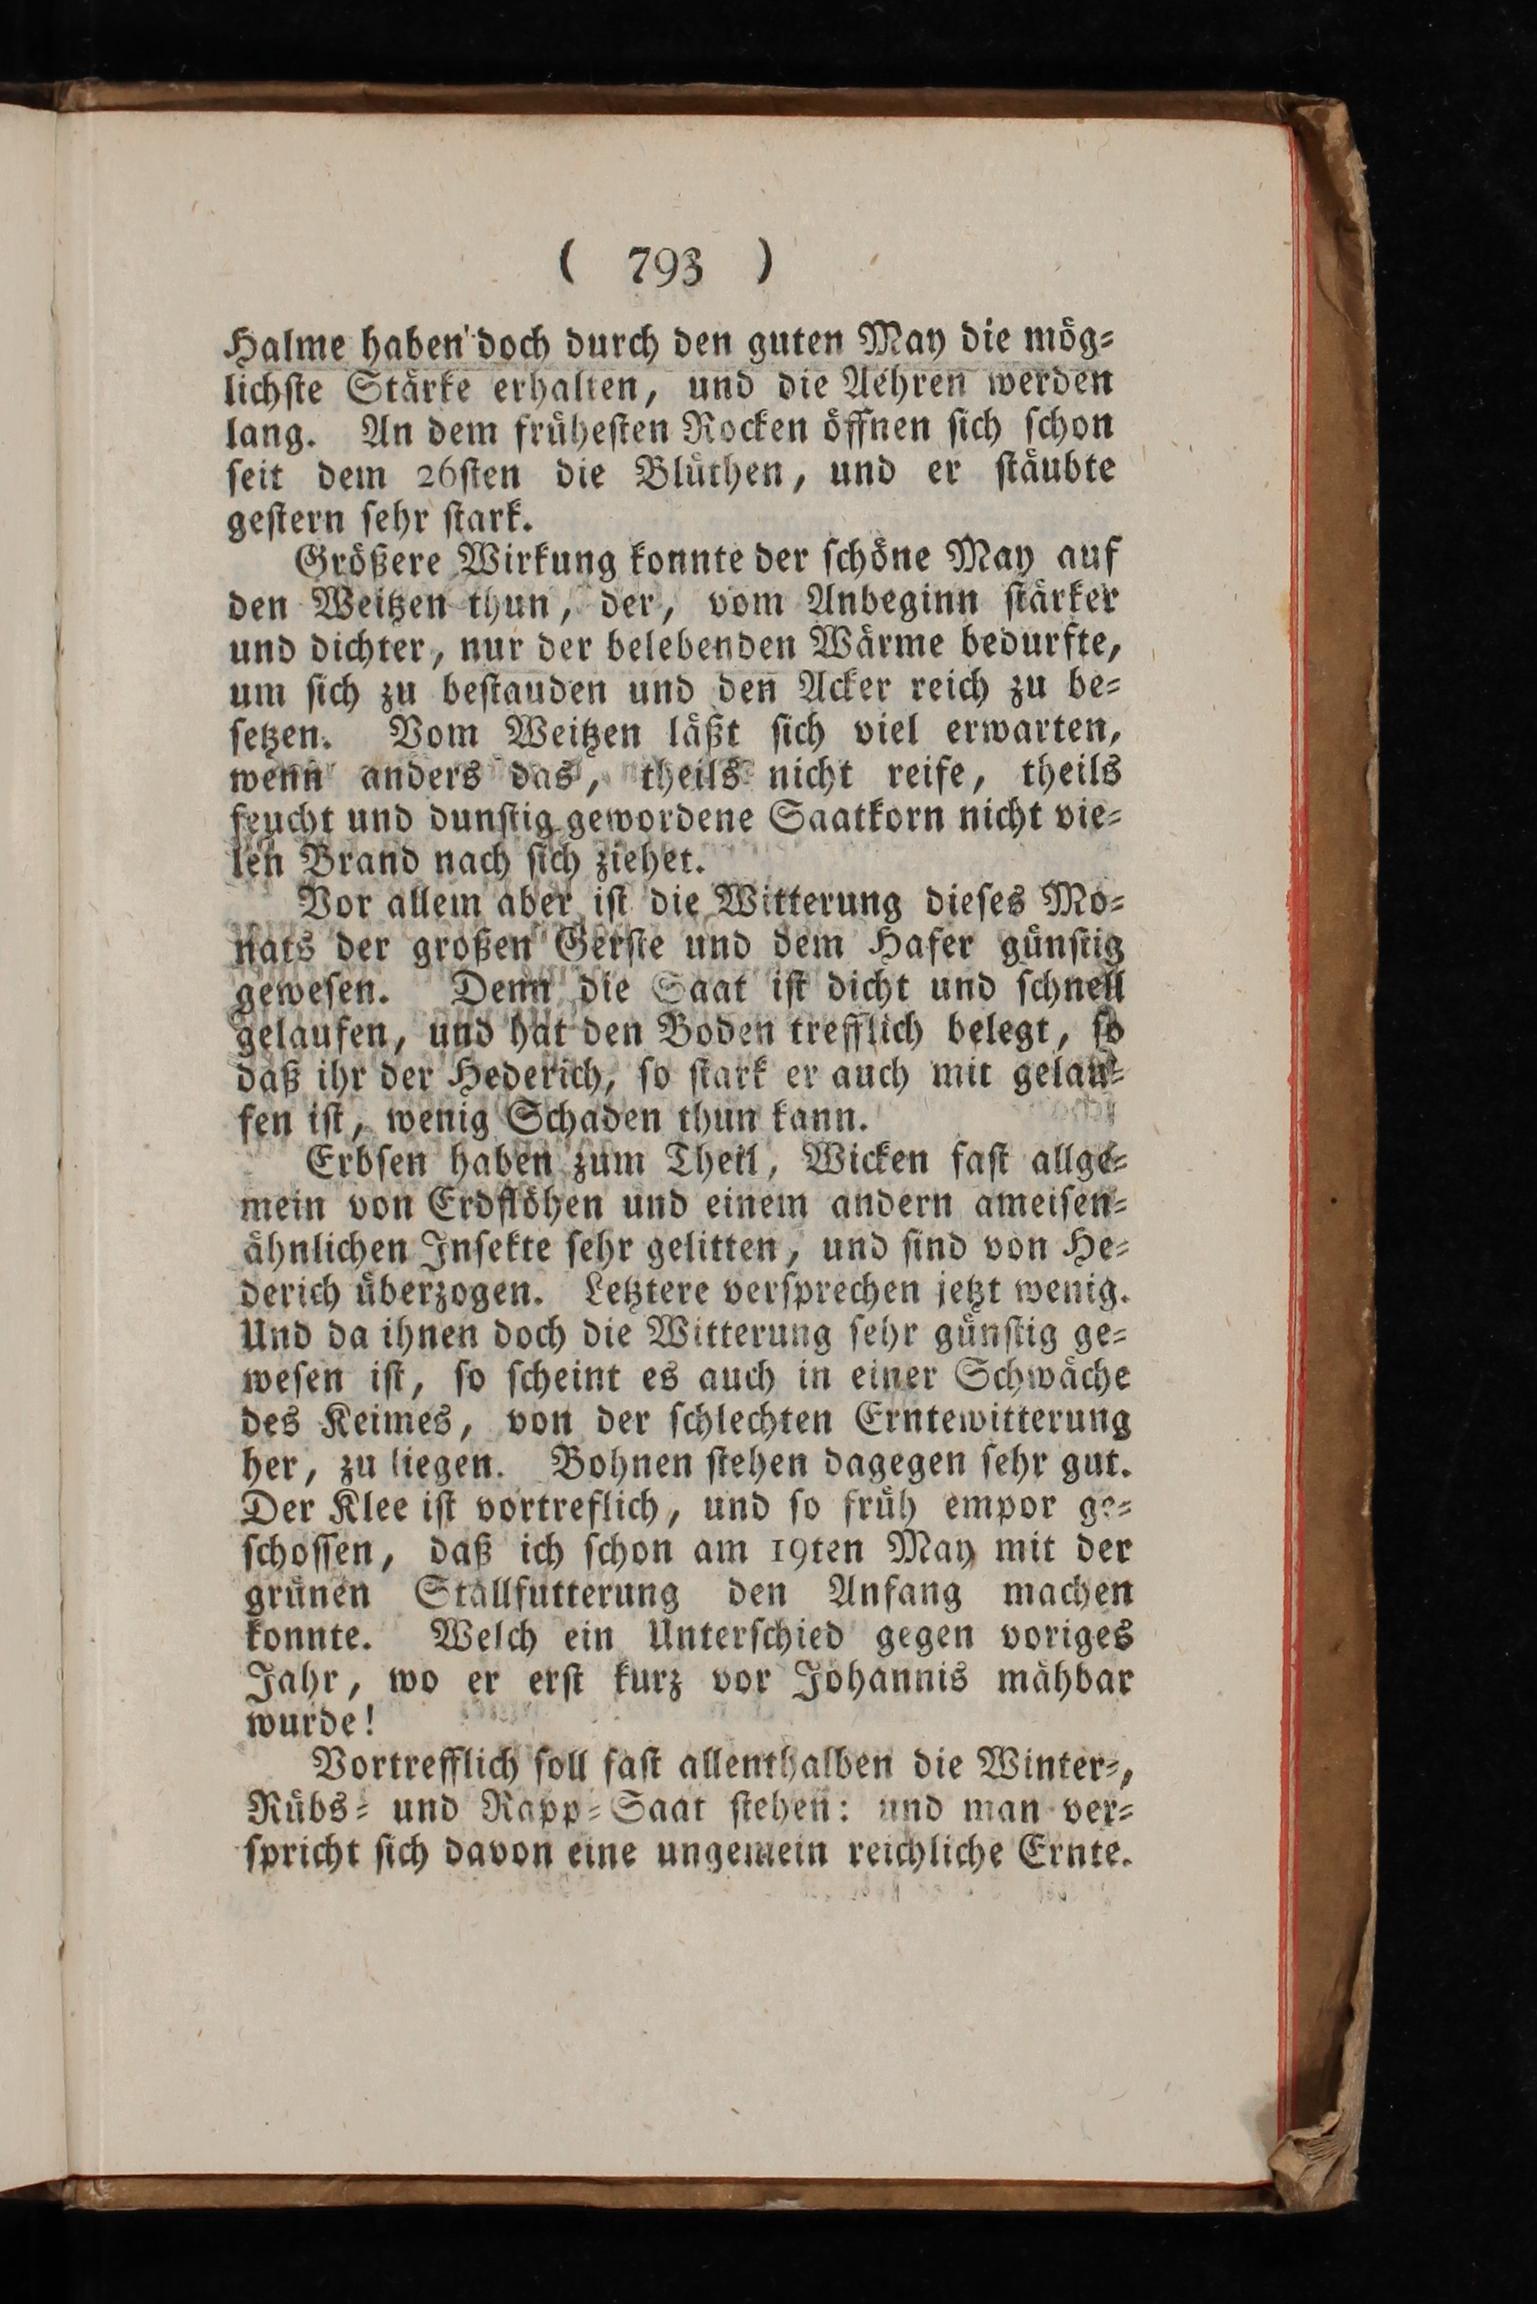 ( 793 )
Halme haben doch durch den guten May die mög-
lichste Stärke erhalten, und die Aehren werden
lang. An dem frühesten Rocken öffnen sich schon
seit dem 26sten die Blüthen, und er stäubte
gestern sehr stark.
Größere Wirkung konnte der schöne May auf
den Weitzen thun, der, vom Anbeginn stärker
und dichter, nur der belebenden Wärme bedurfte,
um sich zu bestauden und den Acker reich zu be-
setzen. Vom Weitzen läßt sich viel erwarten,
wenn anders das, theils nicht reife, theils
feucht und dunstig gewordene Saatkorn nicht vie-
len Brand nach sich ziehet.
Vor allem aber ist die Witterung dieses Mo-
nats der großen Gerste und dem Hafer günstig
gewesen. Denn die Saat ist dicht und schnell
gelaufen, und hat den Boden trefflich belegt, so
daß ihr der Hederich, so stark er auch mit gelau-
fen ist, wenig Schaden thun kann.
Erbsen haben zum Theil, Wicken fast allge-
mein von Erdflöhen und einem andern ameisen-
ähnlichen Insekte sehr gelitten, und sind von He-
derich überzogen. Letztere versprechen jetzt wenig.
Und da ihnen doch die Witterung sehr günstig ge-
wesen ist, so scheint es auch in einer Schwäche
des Keimes, von der schlechten Erntewitterung
her, zu liegen. Bohnen stehen dagegen sehr gut.
Der Klee ist vortreflich, und so früh empor ge-
schossen, daß ich schon am 19ten May mit der
grünen Stallfutterung den Anfang machen
konnte. Welch ein Unterschied gegen voriges
Jahr, wo er erst kurz vor Johannis mähbar
wurde!
Vortrefflich soll fast allenthalben die Winter-,
Rübs- und Rapp-Saat stehen: und man ver-
spricht sich davon eine ungemein reichliche Ernte.